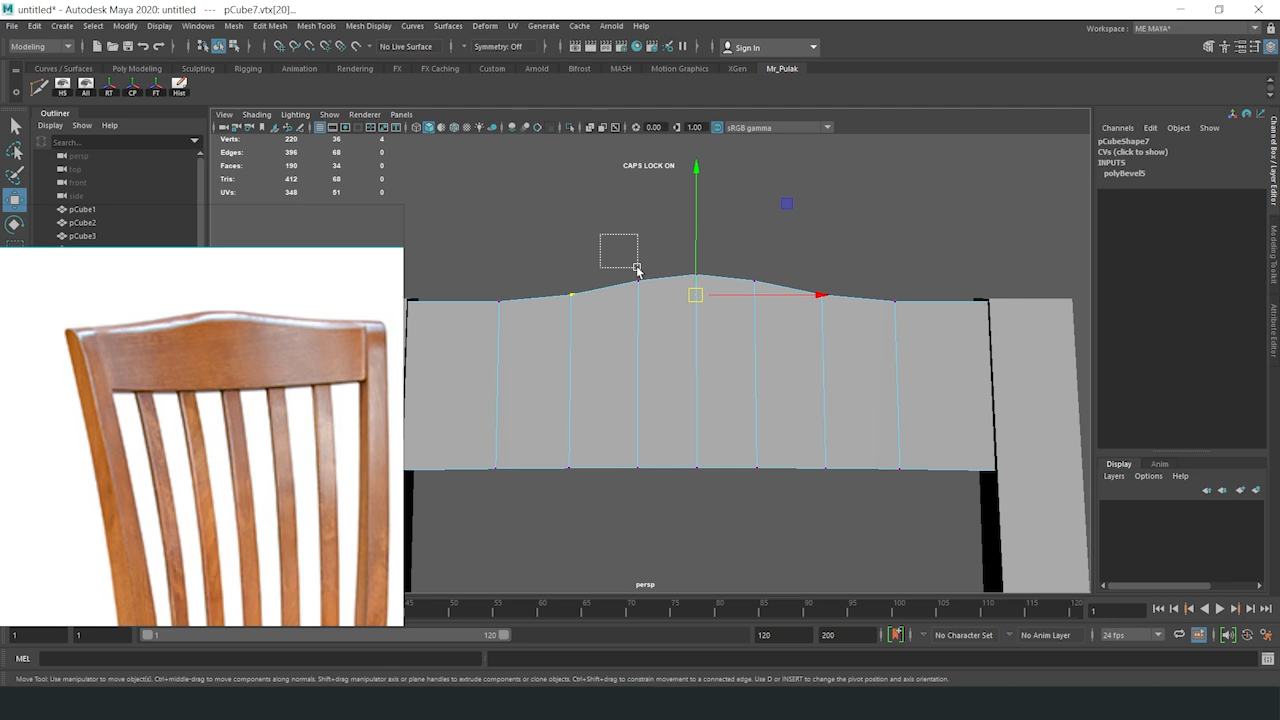 untitled* - Autodesk Maya 2020: untitled --- pCube7.vtx[20]...
File Edit Create Select Modify Display Windows Mesh Edit Mesh Mesh Tools Mesh Display Curves Surfaces Deform UV Generate Cache Arnold Help
Workspace : ME MAYA*
Modeling No Live Surface Symmetry: Off Sign In
Curves / Surfaces Poly Modeling Sculpting Rigging Animation Rendering FX FX Caching Custom Arnold Bifrost MASH Motion Graphics XGen Mr_Pulak
HS All RT CP FT Hist
Outliner
Display Show Help
Search...
persp
top
front
side
pCube1
pCube2
pCube3
View Shading Lighting Show Renderer Panels
0.00 1.00 sRGB gamma
Verts: 220 36 4
Edges: 396 68 0
Faces: 190 34 0
Tris: 412 68 0
UVs: 348 51 0
CAPS LOCK ON
persp
Channels Edit Object Show
pCubeShape7
CVs (click to show)
INPUTS
polyBevel5
Channel Box / Layer Editor
Modeling Toolkit
Attribute Editor
Display Anim
Layers Options Help
45 50 55 60 65 70 75 80 85 90 95 100 105 110 115 120
1
1 1 1 120 120 200 No Character Set No Anim Layer 24 fps
MEL
Move Tool: Use manipulator to move object(s). Ctrl+middle-drag to move components along normals. Shift+drag manipulator axis or plane handles to extrude components or clone objects. Ctrl+Shift+drag to constrain movement to a connected edge. Use D or INSERT to change the pivot position and axis orientation.